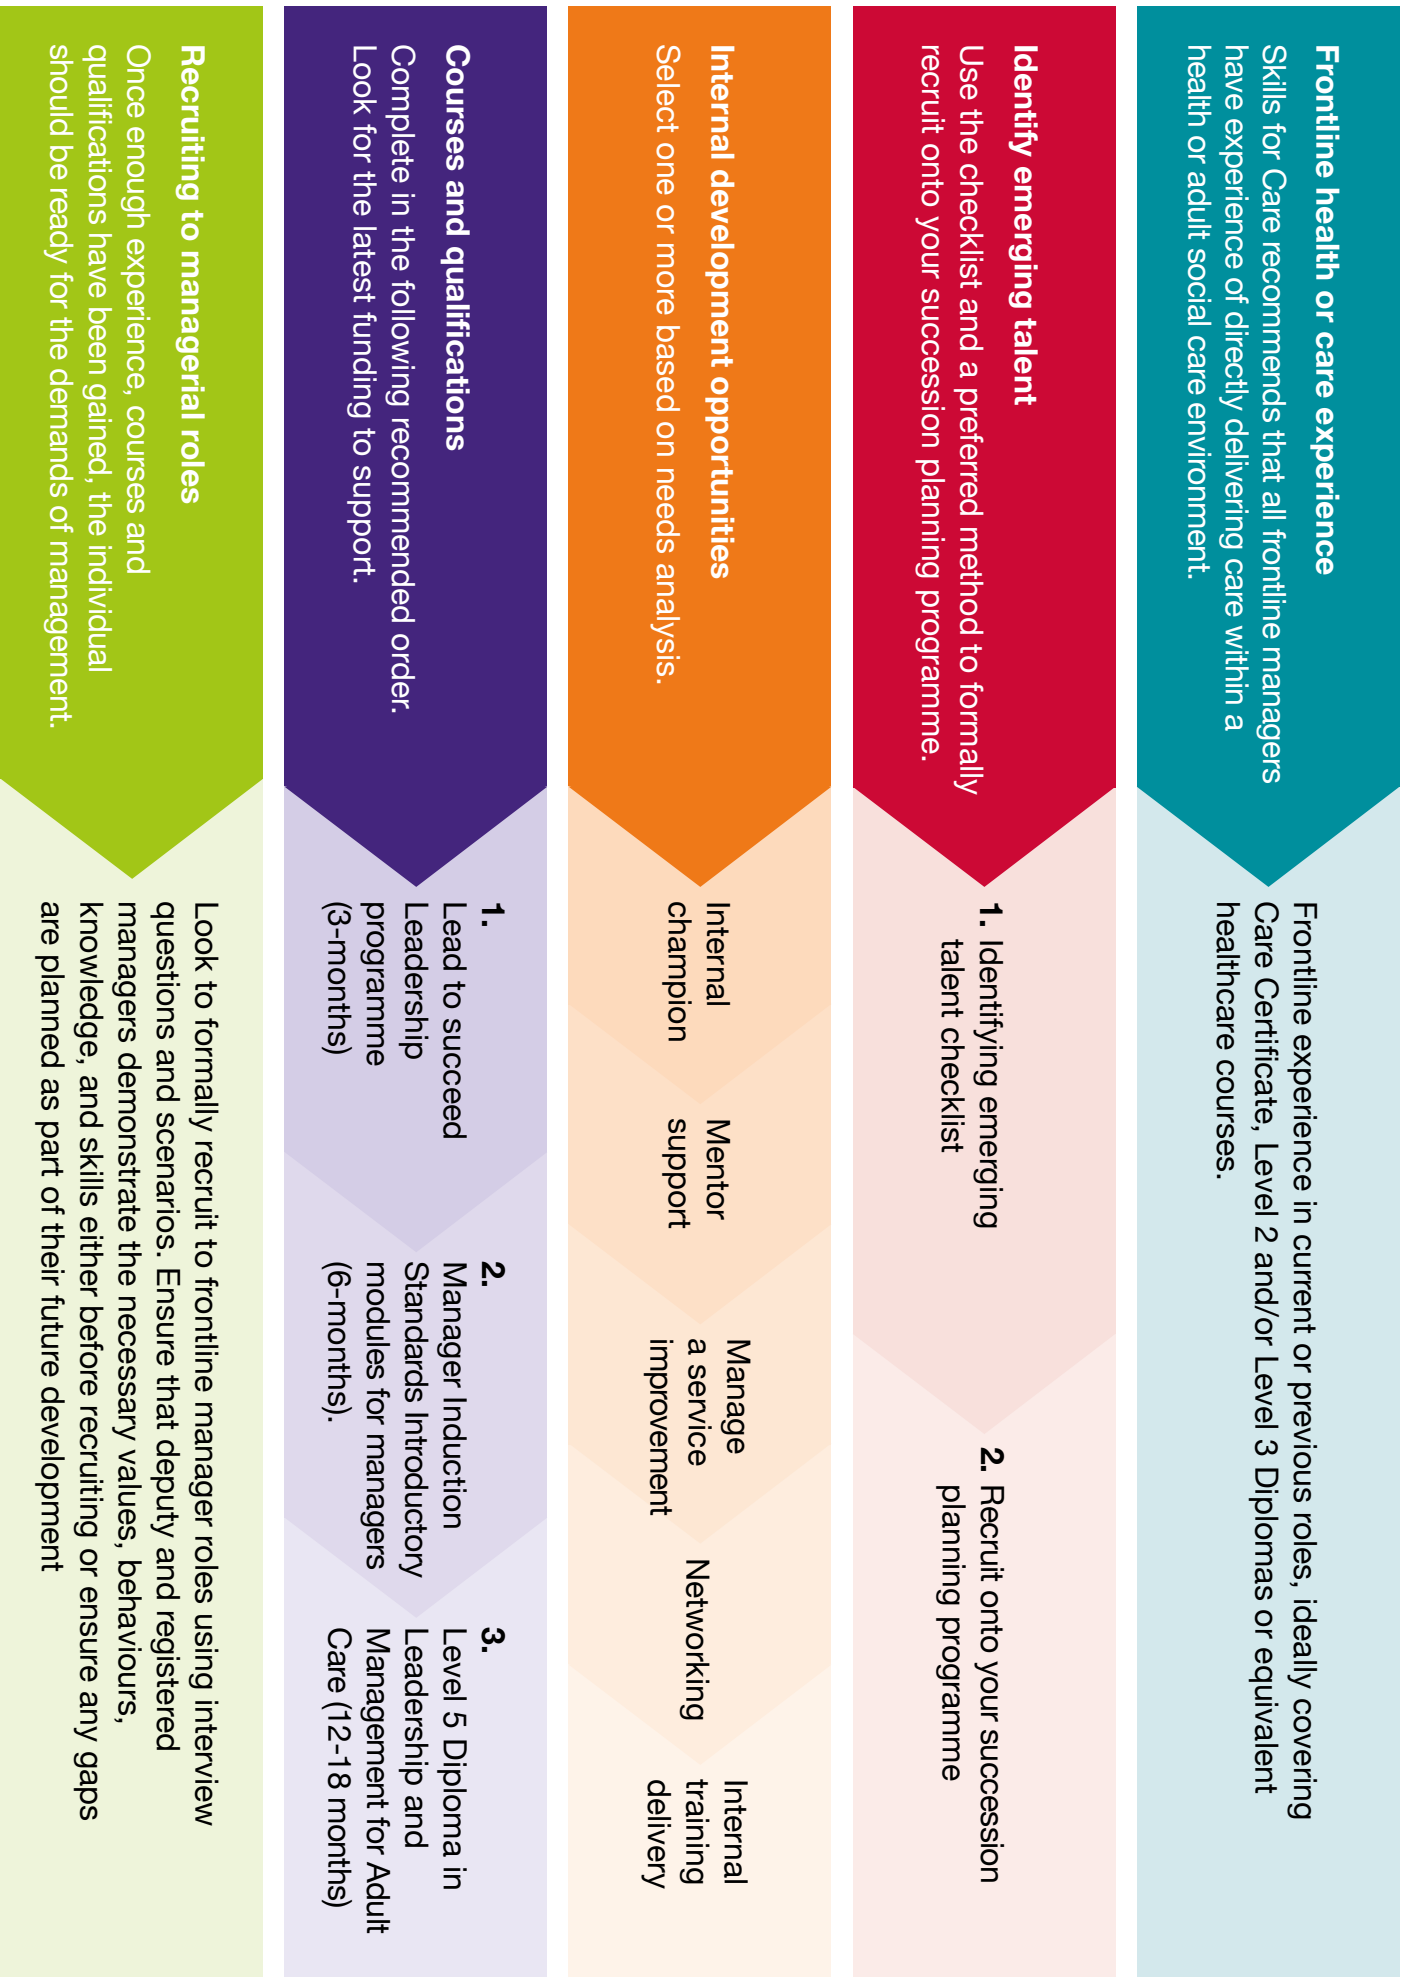 Frontline health or care experience
Skills for Care recommends that all frontline managers
have experience of directly delivering care within a
health or adult social care environment.
Frontline experience in current or previous roles, ideally covering
Care Certificate, Level 2 and/or Level 3 Diplomas or equivalent
healthcare courses.
Identify emerging talent
Use the checklist and a preferred method to formally
recruit onto your succession planning programme.
1. Identifying emerging
talent checklist
2. Recruit onto your succession
planning programme
Internal development opportunities
Select one or more based on needs analysis.
Internal
champion
Mentor
support
Manage
a service
improvement
Networking
Internal
training
delivery
Courses and qualifications
Complete in the following recommended order.
Look for the latest funding to support.
1.
Lead to succeed
Leadership
programme
(3-months)
2.
Manager Induction
Standards Introductory
modules for managers
(6-months).
3.
Level 5 Diploma in
Leadership and
Management for Adult
Care (12-18 months)
Recruiting to managerial roles
Once enough experience, courses and
qualifications have been gained, the individual
should be ready for the demands of management.
Look to formally recruit to frontline manager roles using interview
questions and scenarios. Ensure that deputy and registered
managers demonstrate the necessary values, behaviours,
knowledge, and skills either before recruiting or ensure any gaps
are planned as part of their future development